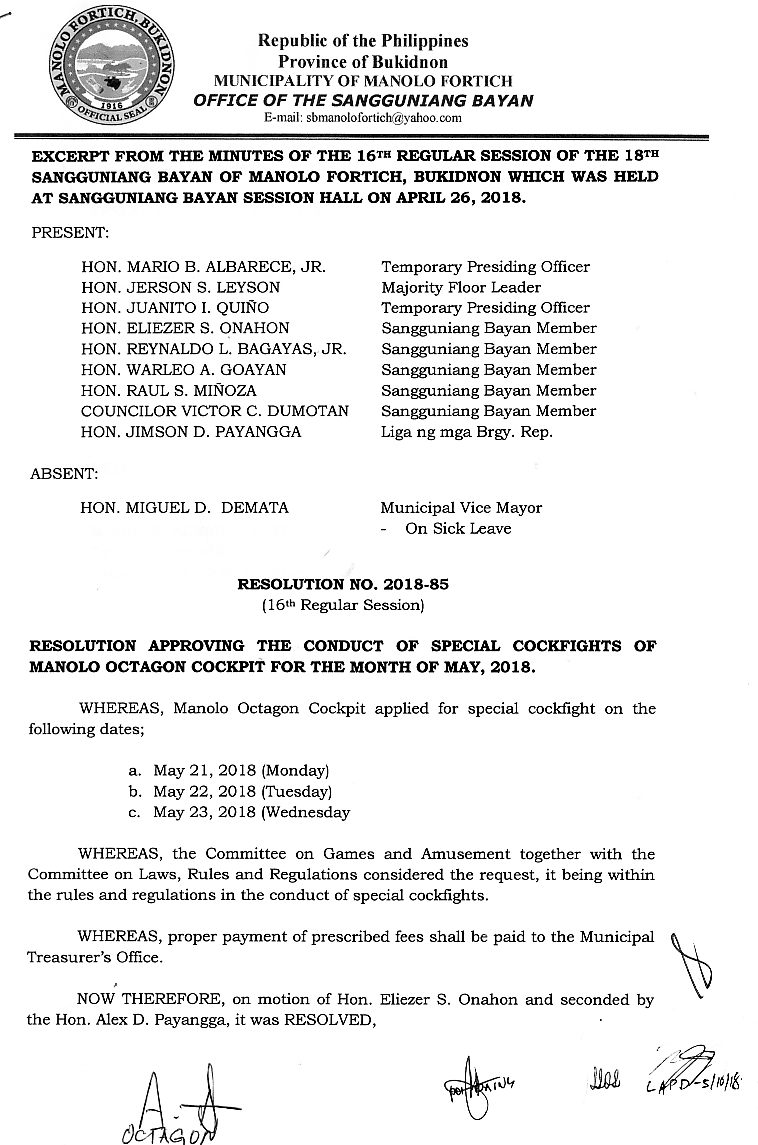 MANOLO FORTICH, BUKIDNON
1916
OFFICIAL SEAL
Republic of the Philippines
Province of Bukidnon
MUNICIPALITY OF MANOLO FORTICH
OFFICE OF THE SANGGUNIANG BAYAN
E-mail: sbmanolofortich@yahoo.com
EXCERPT FROM THE MINUTES OF THE 16TH REGULAR SESSION OF THE 18TH
SANGGUNIANG BAYAN OF MANOLO FORTICH, BUKIDNON WHICH WAS HELD
AT SANGGUNIANG BAYAN SESSION HALL ON APRIL 26, 2018.
PRESENT:
HON. MARIO B. ALBARECE, JR. Temporary Presiding Officer
HON. JERSON S. LEYSON Majority Floor Leader
HON. JUANITO I. QUIÑO Temporary Presiding Officer
HON. ELIEZER S. ONAHON Sangguniang Bayan Member
HON. REYNALDO L. BAGAYAS, JR. Sangguniang Bayan Member
HON. WARLEO A. GOAYAN Sangguniang Bayan Member
HON. RAUL S. MIÑOZA Sangguniang Bayan Member
COUNCILOR VICTOR C. DUMOTAN Sangguniang Bayan Member
HON. JIMSON D. PAYANGGA Liga ng mga Brgy. Rep.
ABSENT:
HON. MIGUEL D. DEMATA Municipal Vice Mayor
- On Sick Leave
RESOLUTION NO. 2018-85
(16th Regular Session)
RESOLUTION APPROVING THE CONDUCT OF SPECIAL COCKFIGHTS OF
MANOLO OCTAGON COCKPIT FOR THE MONTH OF MAY, 2018.
WHEREAS, Manolo Octagon Cockpit applied for special cockfight on the
following dates;
a. May 21, 2018 (Monday)
b. May 22, 2018 (Tuesday)
c. May 23, 2018 (Wednesday
WHEREAS, the Committee on Games and Amusement together with the
Committee on Laws, Rules and Regulations considered the request, it being within
the rules and regulations in the conduct of special cockfights.
WHEREAS, proper payment of prescribed fees shall be paid to the Municipal
Treasurer's Office.
NOW THEREFORE, on motion of Hon. Eliezer S. Onahon and seconded by
the Hon. Alex D. Payangga, it was RESOLVED,
OCTAGON
LAPD-5/10/18